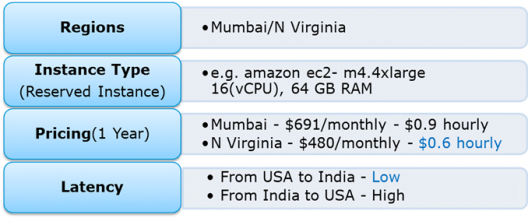 Regions
•Mumbai/N Virginia
Instance Type
(Reserved Instance)
•e.g. amazon ec2- m4.4xlarge
16(vCPU), 64 GB RAM
Pricing(1 Year)
•Mumbai - $691/monthly - $0.9 hourly
•N Virginia - $480/monthly - $0.6 hourly
Latency
• From USA to India - Low
• From India to USA - High